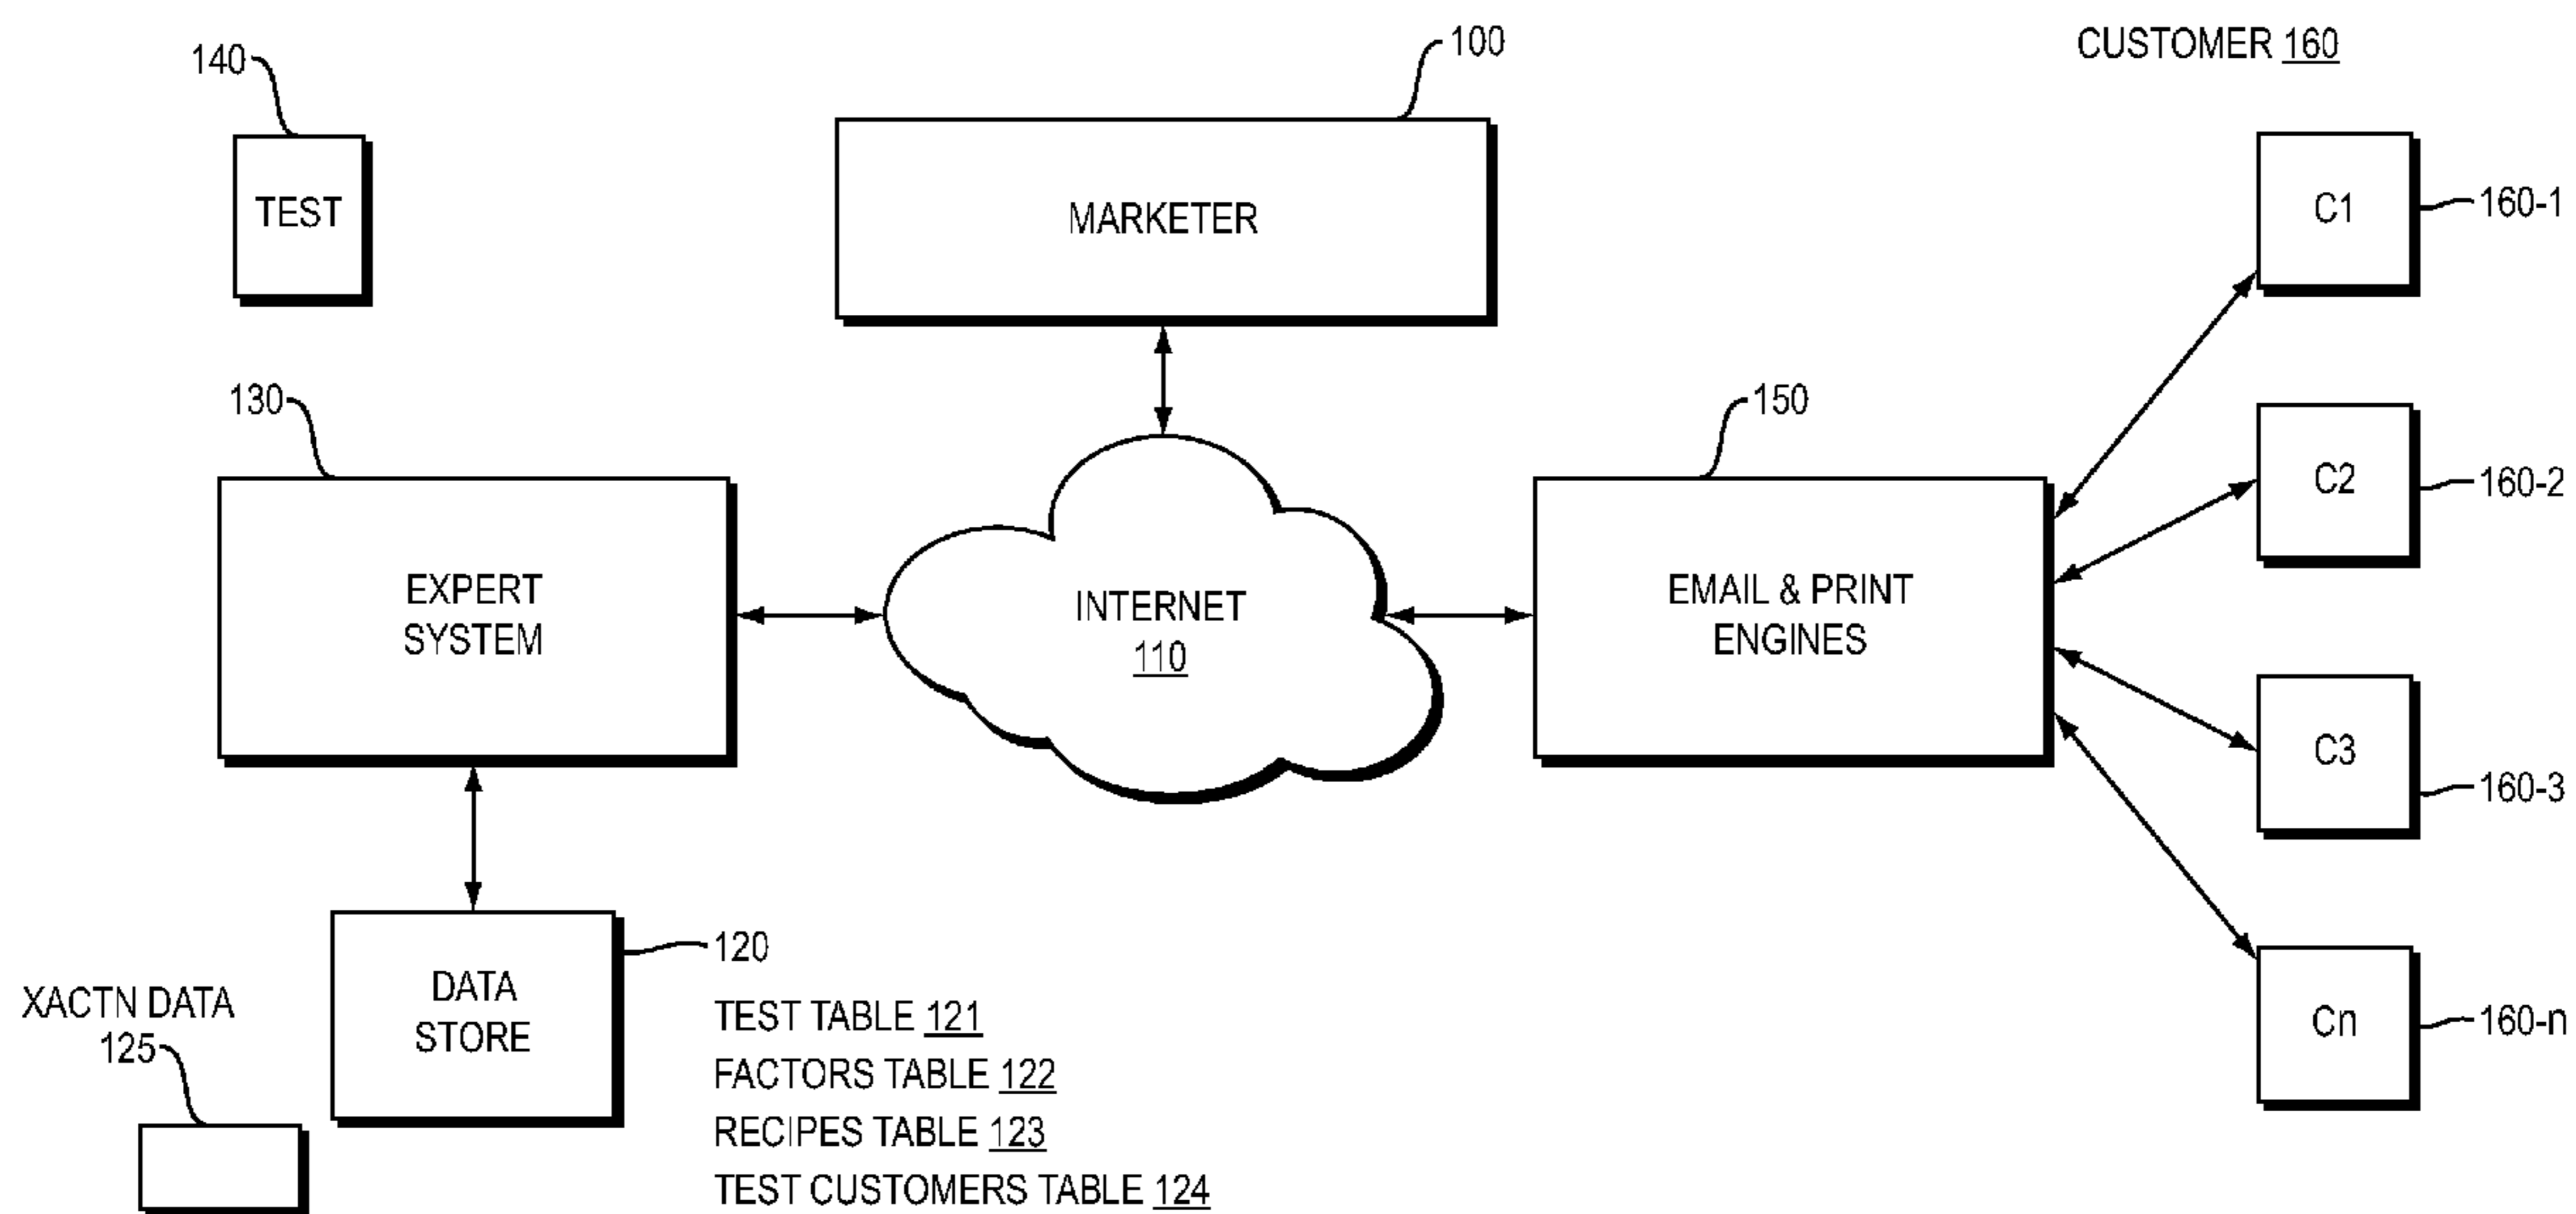 140
100
CUSTOMER 160
TEST
MARKETER
C1
160-1
130
150
C2
160-2
EXPERT
SYSTEM
INTERNET
110
EMAIL & PRINT
ENGINES
C3
160-3
120
DATA
STORE
XACTN DATA
125
TEST TABLE 121
FACTORS TABLE 122
RECIPES TABLE 123
TEST CUSTOMERS TABLE 124
Cn
160-n